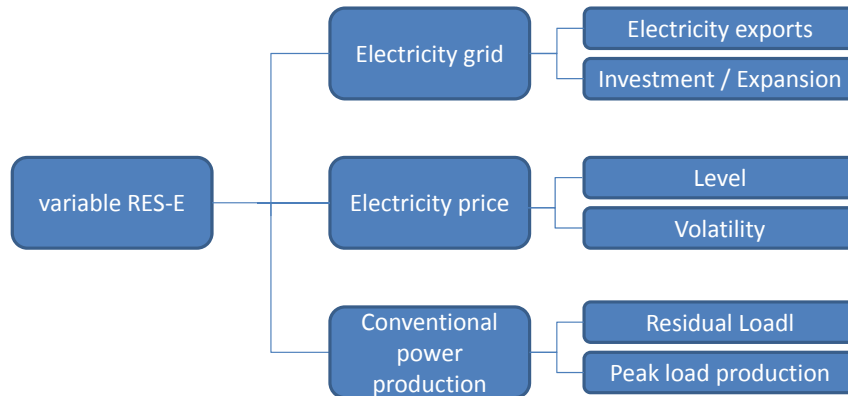 variable RES-E
Electricity grid
Electricity exports
Investment / Expansion
Electricity price
Level
Volatility
Conventional
power
production
Residual Loadl
Peak load production